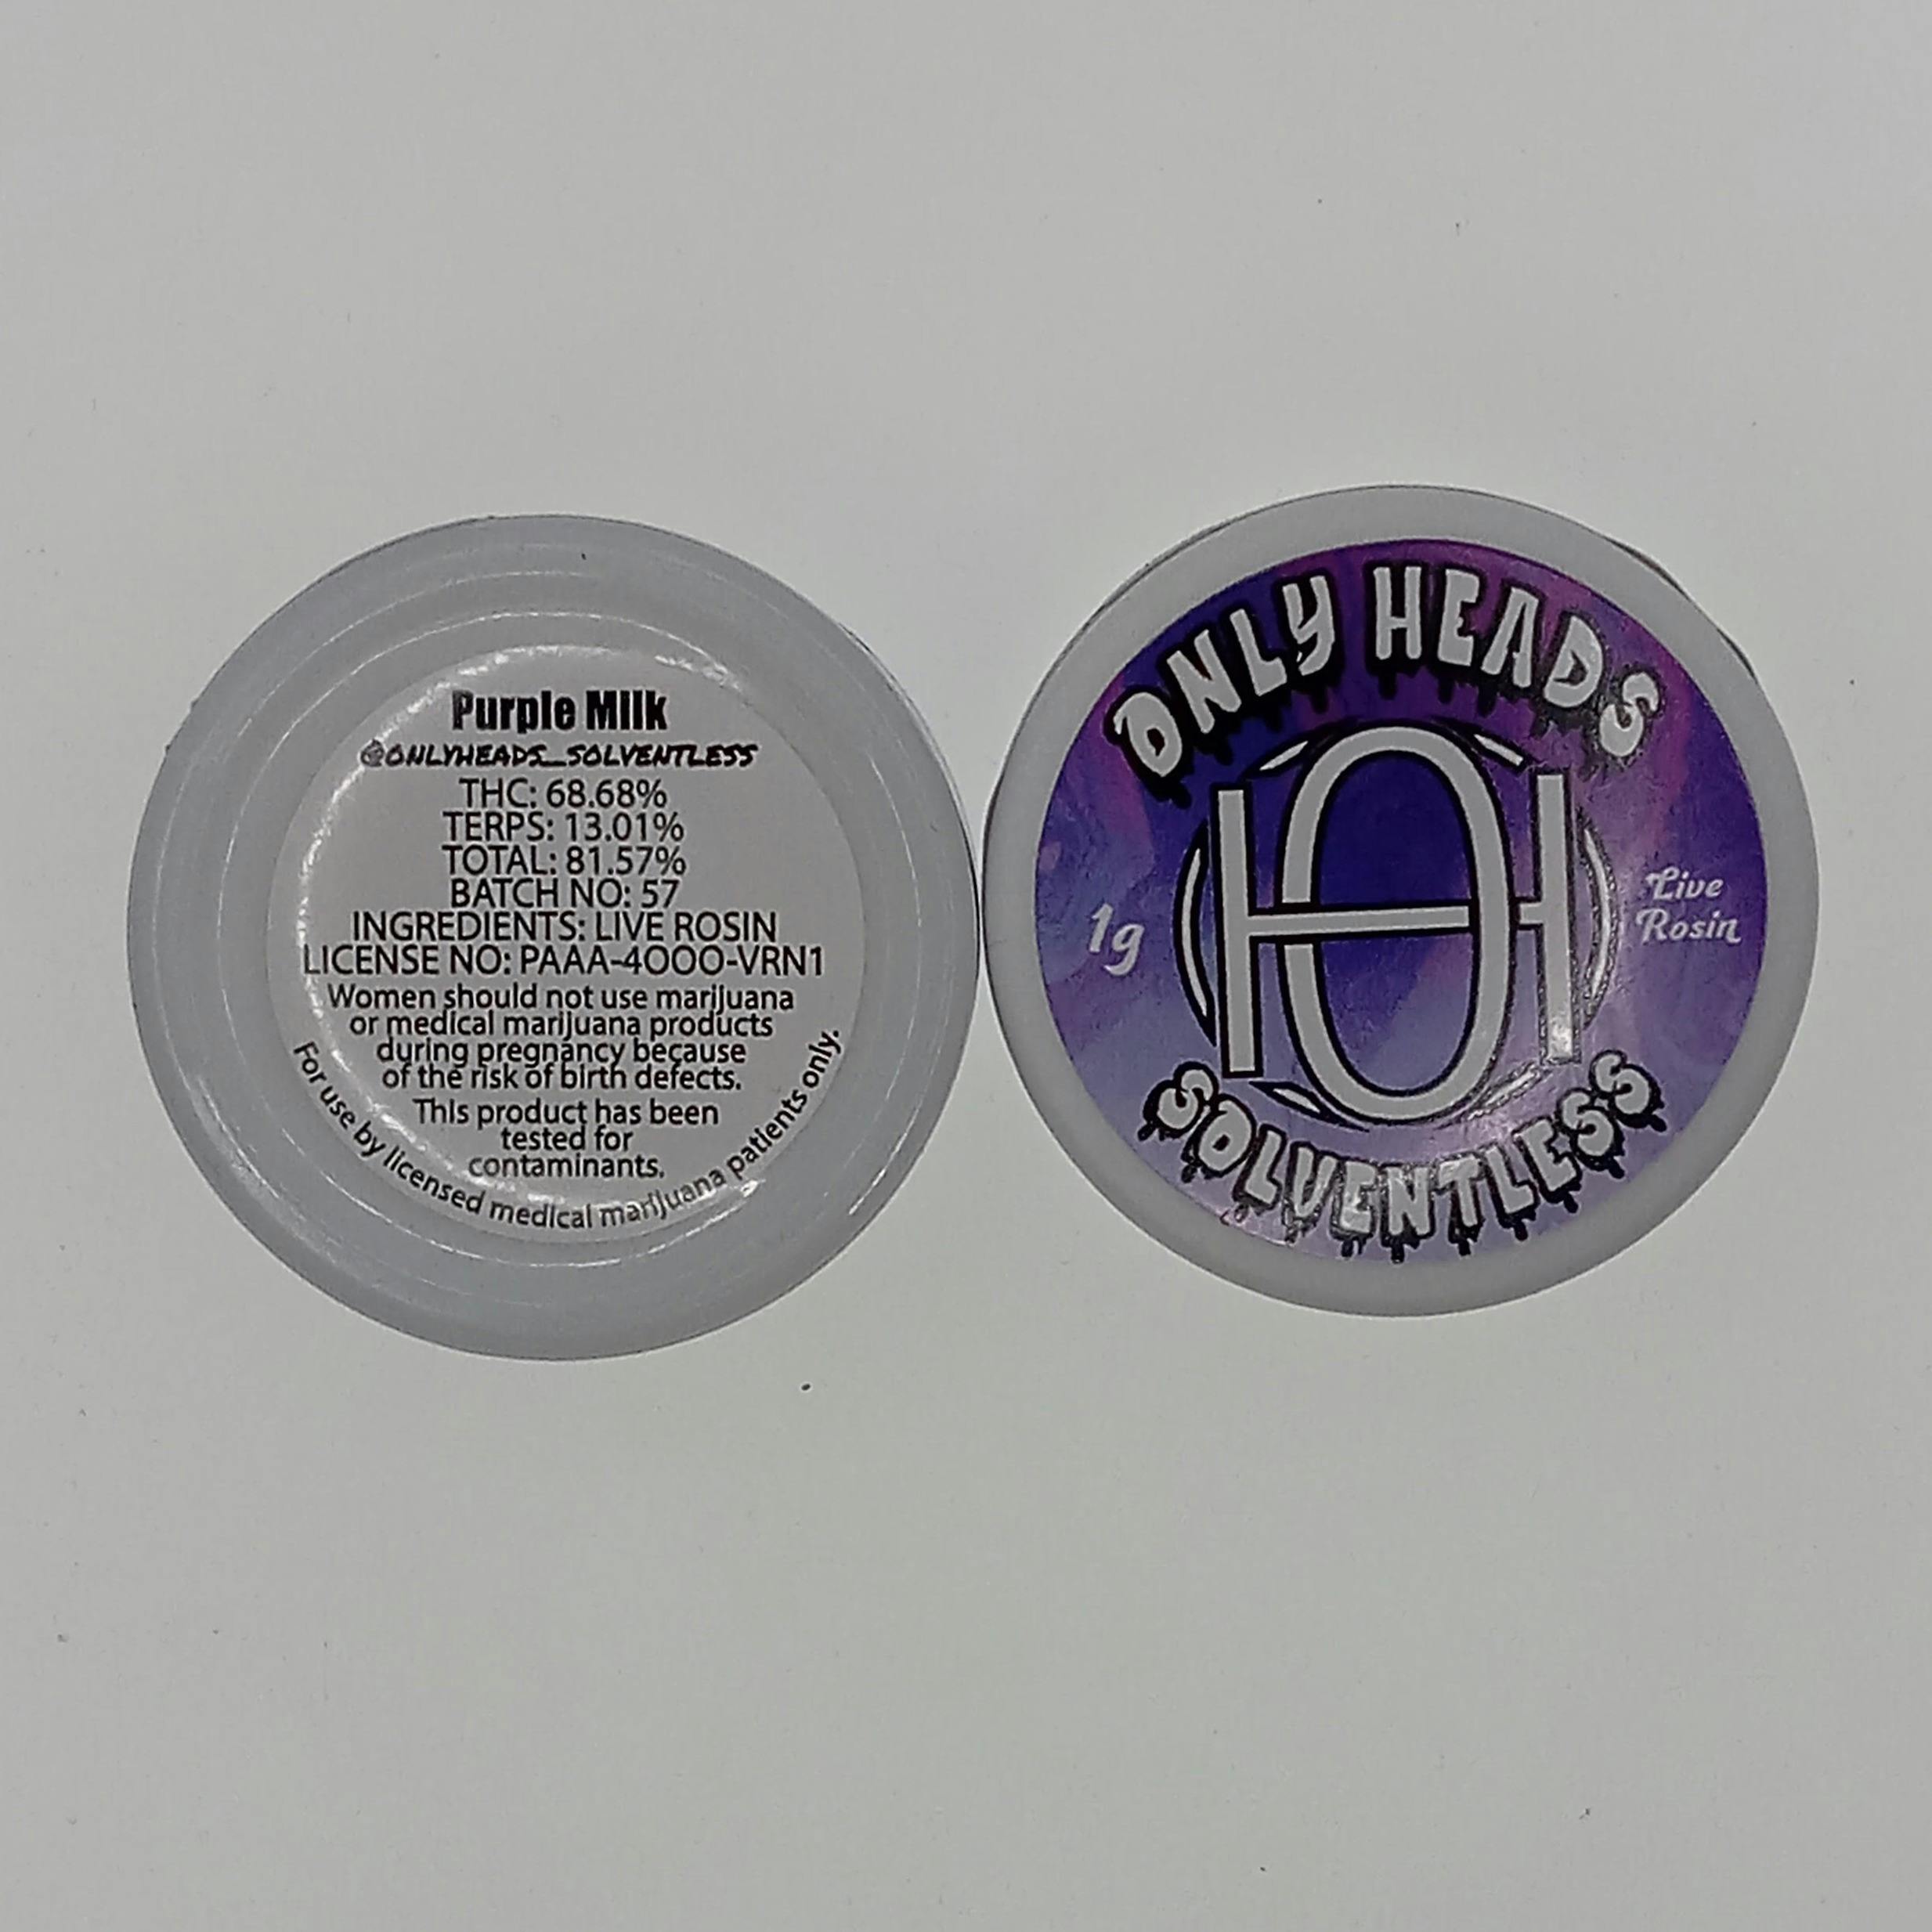 Purple Milk
@ONLYHEADS_SOLVENTLESS
THC: 68.68%
TERPS: 13.01%
TOTAL: 81.57%
BATCH NO: 57
INGREDIENTS: LIVE ROSIN
LICENSE NO: PAAA-4OOO-VRN1
Women should not use marijuana
or medical marijuana products
during pregnancy because
of the risk of birth defects.
This product has been
tested for
contaminants.
For use by licensed medical marijuana patients only.
ONLY HEADS
OH
1g
Live
Rosin
SOLVENTLESS